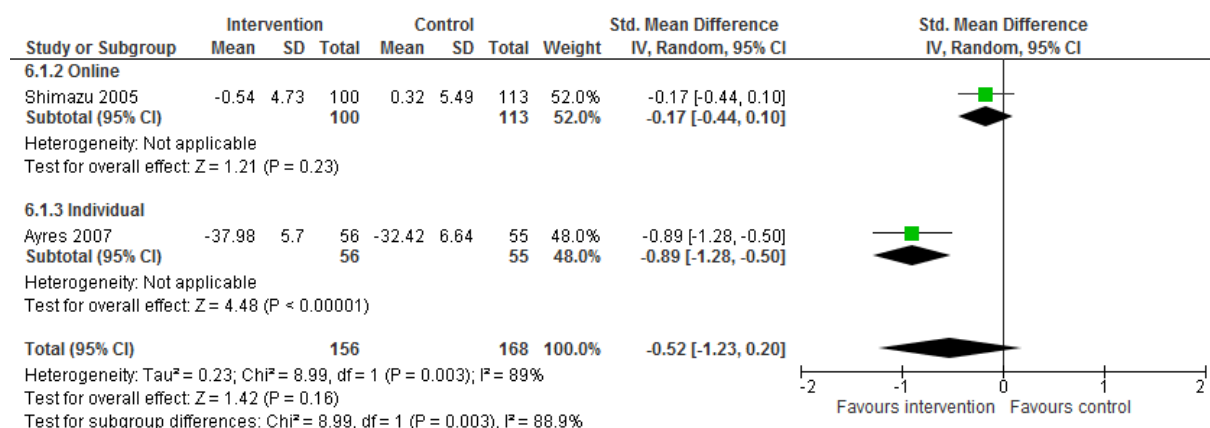 Intervention Control Std. Mean Difference Std. Mean Difference
Study or Subgroup Mean SD Total Mean SD Total Weight IV, Random, 95% CI IV, Random, 95% CI
6.1.2 Online
Shimazu 2005 -0.54 4.73 100 0.32 5.49 113 52.0% -0.17 [-0.44, 0.10]
Subtotal (95% CI) 100 113 52.0% -0.17 [-0.44, 0.10]
Heterogeneity: Not applicable
Test for overall effect: Z = 1.21 (P = 0.23)
6.1.3 Individual
Ayres 2007 -37.98 5.7 56 -32.42 6.64 55 48.0% -0.89 [-1.28, -0.50]
Subtotal (95% CI) 56 55 48.0% -0.89 [-1.28, -0.50]
Heterogeneity: Not applicable
Test for overall effect: Z = 4.48 (P < 0.00001)
Total (95% CI) 156 168 100.0% -0.52 [-1.23, 0.20]
Heterogeneity: Tau² = 0.23; Chi² = 8.99, df = 1 (P = 0.003); I² = 89%
Test for overall effect: Z = 1.42 (P = 0.16)
Test for subgroup differences: Chi² = 8.99, df = 1 (P = 0.003), I² = 88.9%
-2 -1 0 1 2
Favours intervention Favours control